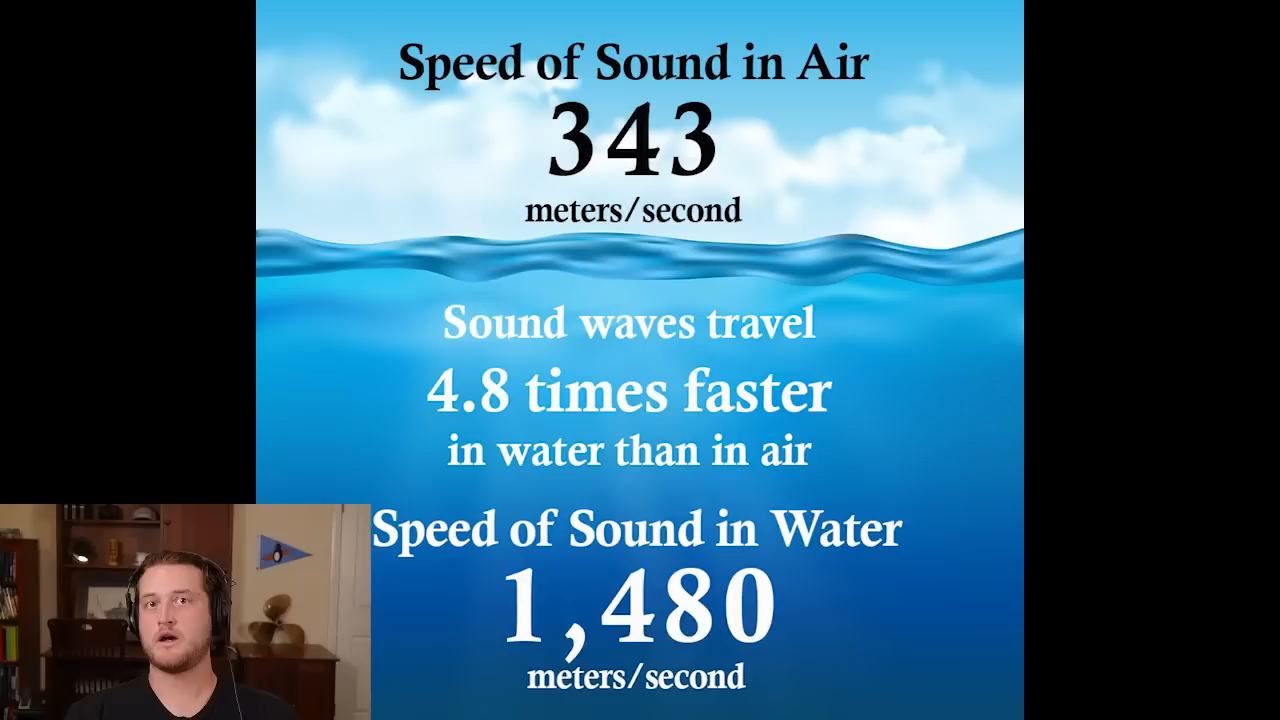 Speed of Sound in Air
343
meters/second
Sound waves travel
4.8 times faster
in water than in air
Speed of Sound in Water
1,480
meters/second